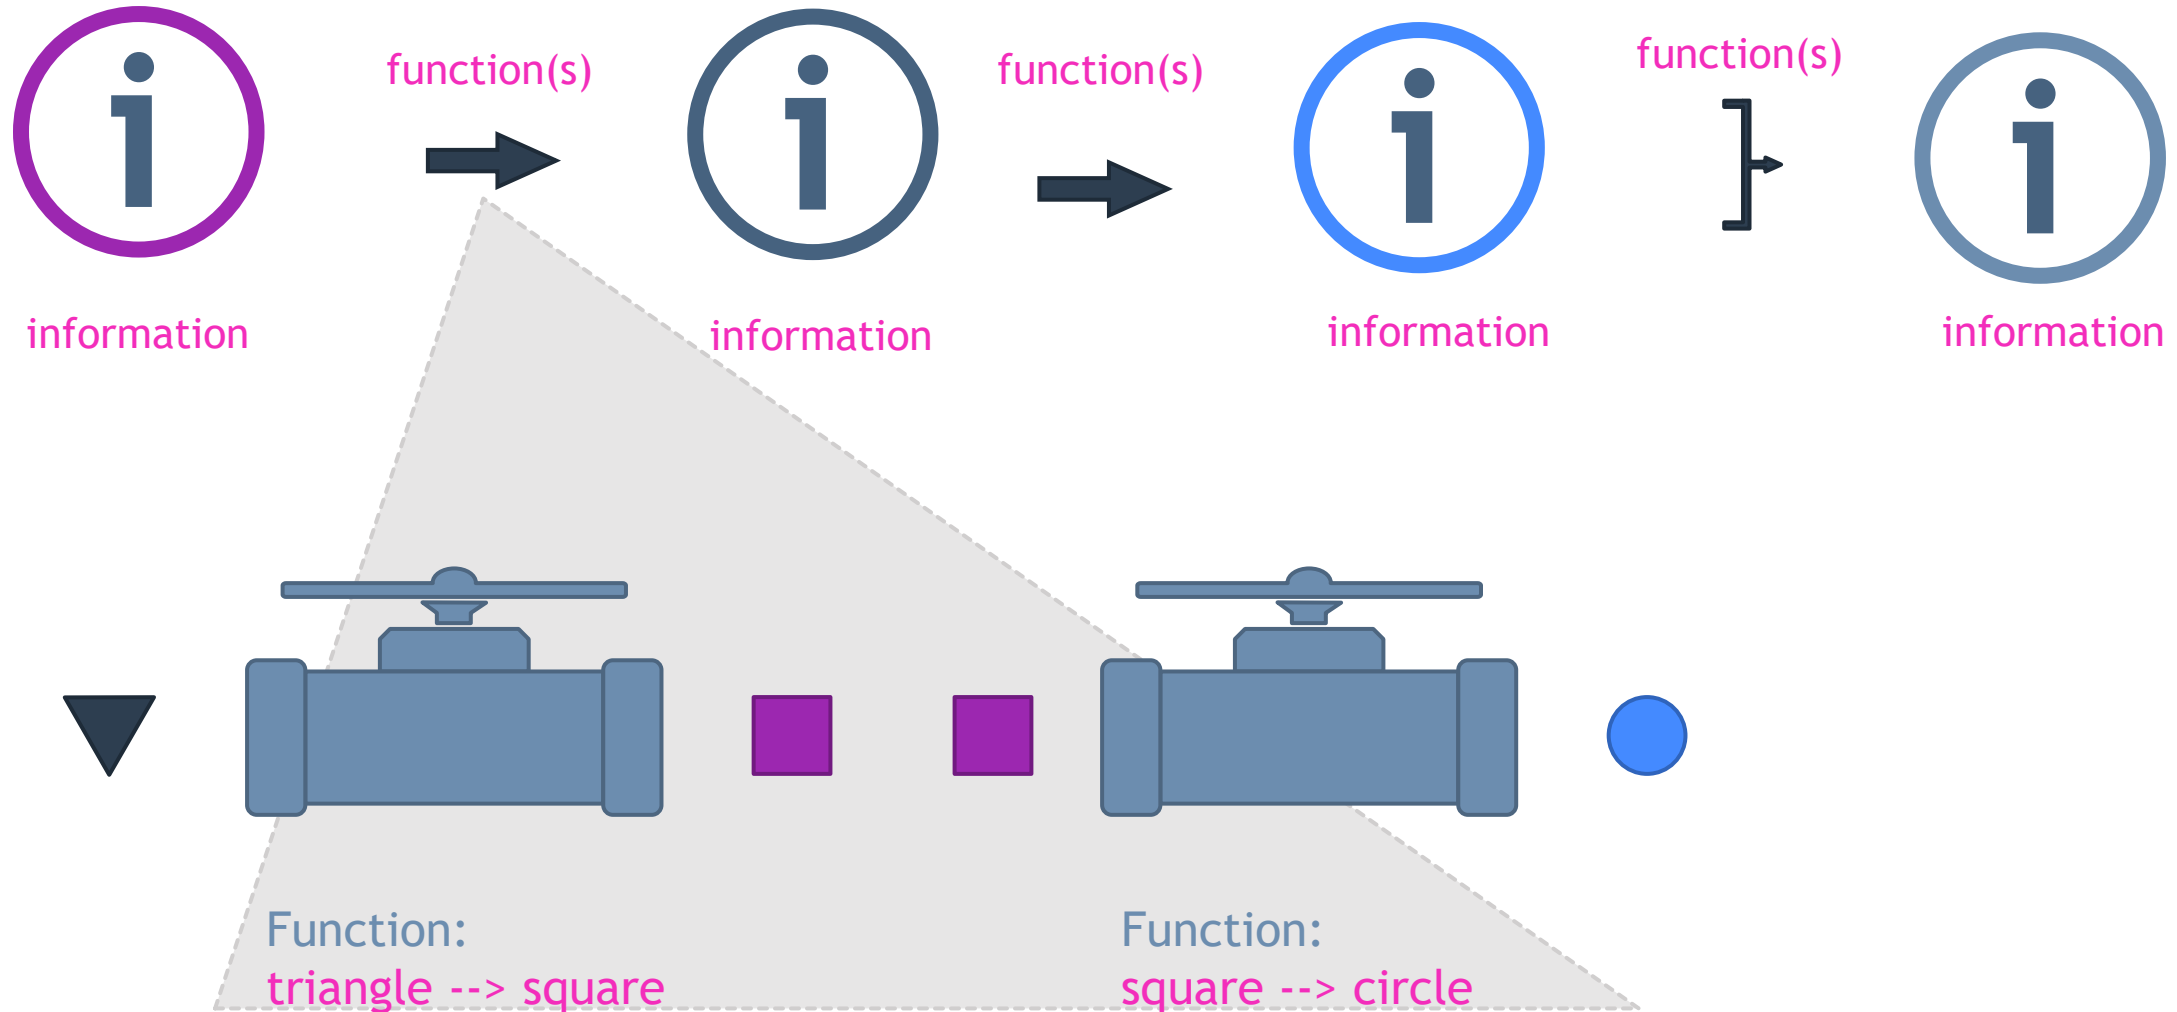 function(s)
function(s)
function(s)
information
information
information
information
Function:
triangle --> square
Function:
square --> circle